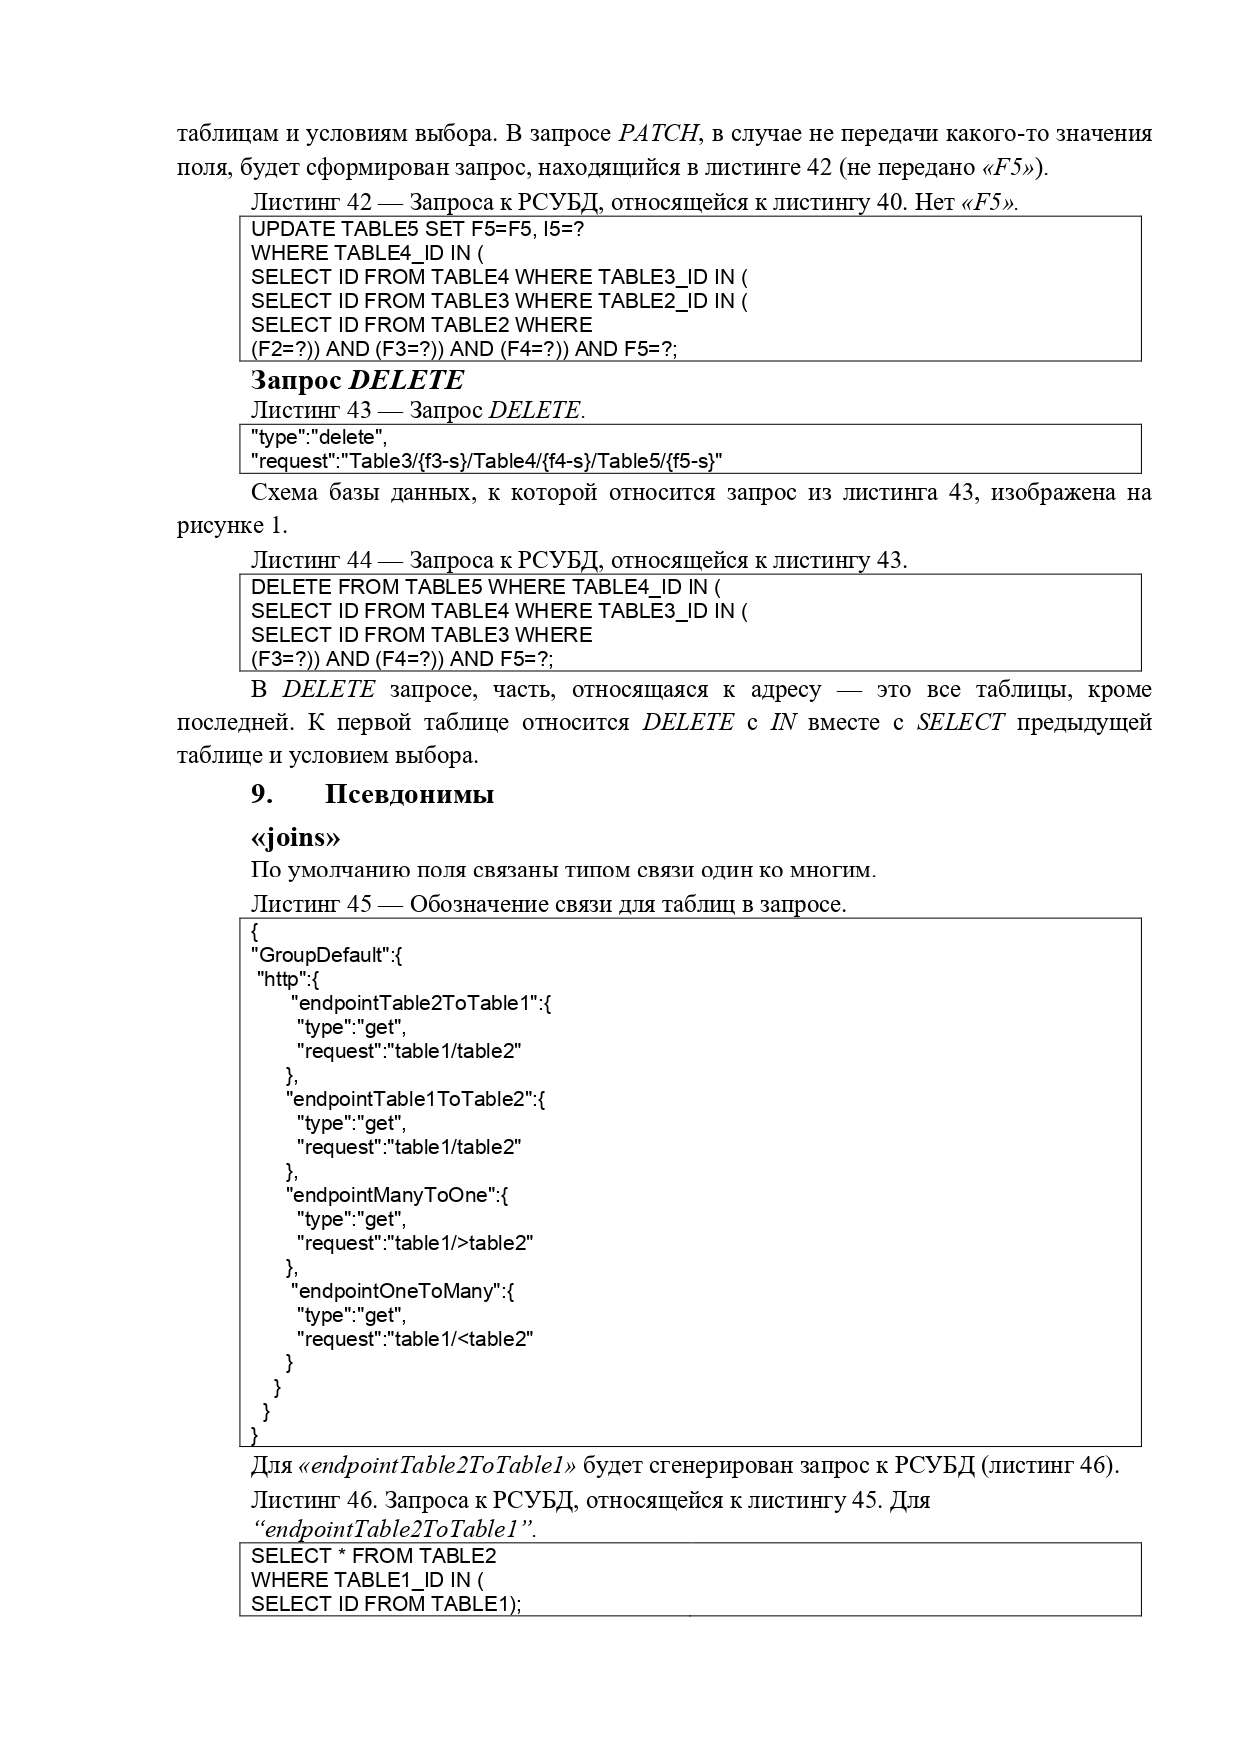 таблицам и условиям выбора. В запросе PATCH, в случае не передачи какого-то значения
поля, будет сформирован запрос, находящийся в листинге 42 (не передано «F5»).
Листинг 42 — Запроса к РСУБД, относящейся к листингу 40. Нет «F5».
UPDATE TABLE5 SET F5=F5, I5=?
WHERE TABLE4_ID IN (
SELECT ID FROM TABLE4 WHERE TABLE3_ID IN (
SELECT ID FROM TABLE3 WHERE TABLE2_ID IN (
SELECT ID FROM TABLE2 WHERE
(F2=?)) AND (F3=?)) AND (F4=?)) AND F5=?;
Запрос DELETE
Листинг 43 — Запрос DELETE.
"type":"delete",
"request":"Table3/{f3-s}/Table4/{f4-s}/Table5/{f5-s}"
Схема базы данных, к которой относится запрос из листинга 43, изображена на
рисунке 1.
Листинг 44 — Запроса к РСУБД, относящейся к листингу 43.
DELETE FROM TABLE5 WHERE TABLE4_ID IN (
SELECT ID FROM TABLE4 WHERE TABLE3_ID IN (
SELECT ID FROM TABLE3 WHERE
(F3=?)) AND (F4=?)) AND F5=?;
В DELETE запросе, часть, относящаяся к адресу — это все таблицы, кроме
последней. К первой таблице относится DELETE с IN вместе с SELECT предыдущей
таблице и условием выбора.
9. Псевдонимы
«joins»
По умолчанию поля связаны типом связи один ко многим.
Листинг 45 — Обозначение связи для таблиц в запросе.
{
"GroupDefault":{
"http":{
"endpointTable2ToTable1":{
"type":"get",
"request":"table1/table2"
},
"endpointTable1ToTable2":{
"type":"get",
"request":"table1/table2"
},
"endpointManyToOne":{
"type":"get",
"request":"table1/>table2"
},
"endpointOneToMany":{
"type":"get",
"request":"table1/<table2"
}
}
}
}
Для «endpointTable2ToTable1» будет сгенерирован запрос к РСУБД (листинг 46).
Листинг 46. Запроса к РСУБД, относящейся к листингу 45. Для
“endpointTable2ToTable1”.
SELECT * FROM TABLE2
WHERE TABLE1_ID IN (
SELECT ID FROM TABLE1);